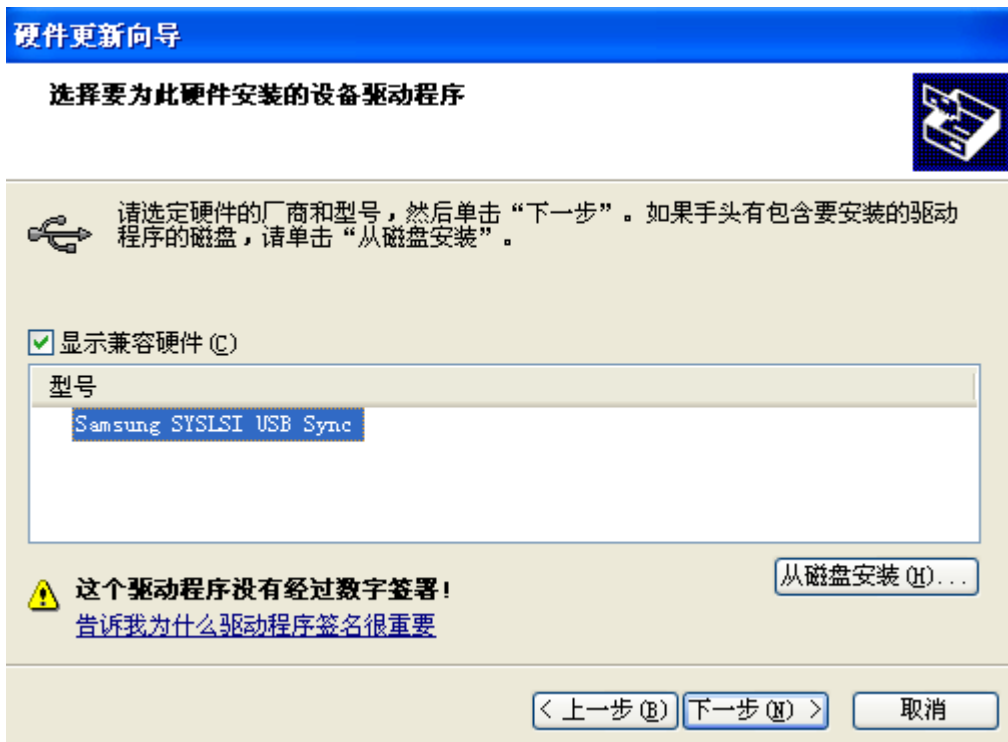 硬件更新向导
选择要为此硬件安装的设备驱动程序
请选定硬件的厂商和型号，然后单击“下一步”。如果手头有包含要安装的驱动
程序的磁盘，请单击“从磁盘安装”。
显示兼容硬件(C)
型号
Samsung SYSLSI USB Sync
这个驱动程序没有经过数字签署!
告诉我为什么驱动程序签名很重要
从磁盘安装(H)...
< 上一步(B)
下一步(N) >
取消